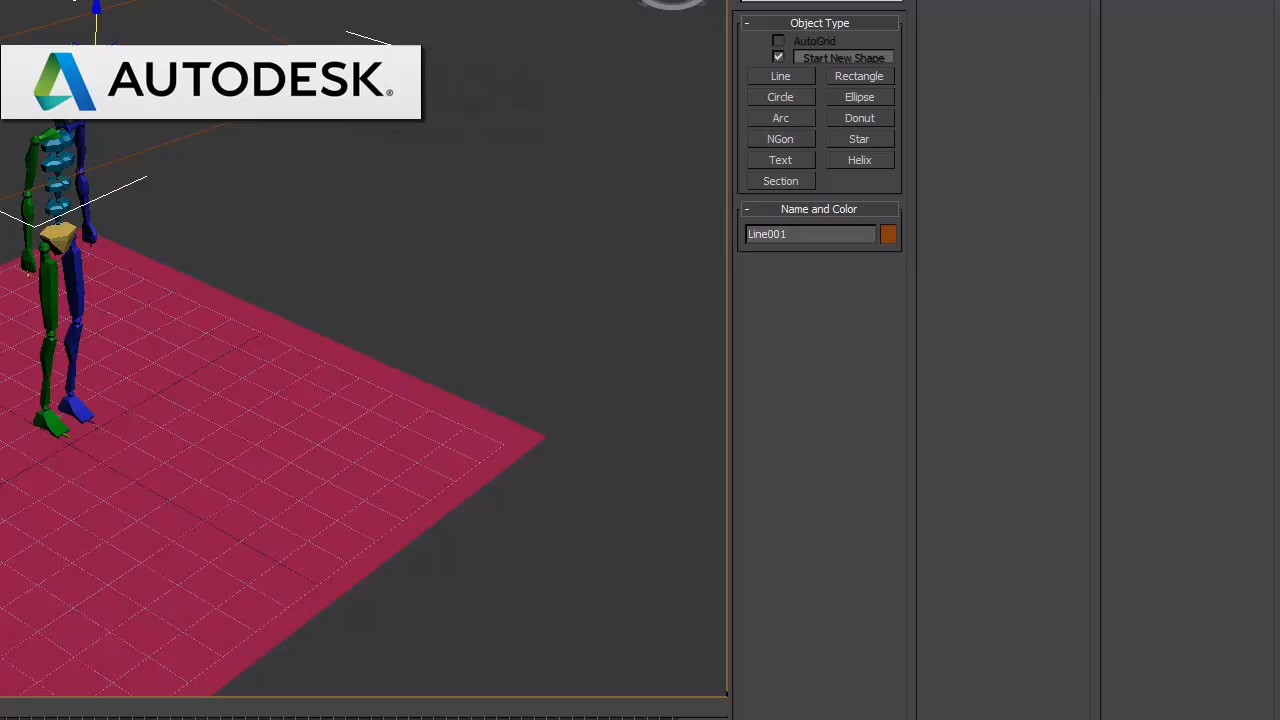 AUTODESK®
- Object Type
AutoGrid
Start New Shape
Line Rectangle
Circle Ellipse
Arc Donut
NGon Star
Text Helix
Section
- Name and Color
Line001